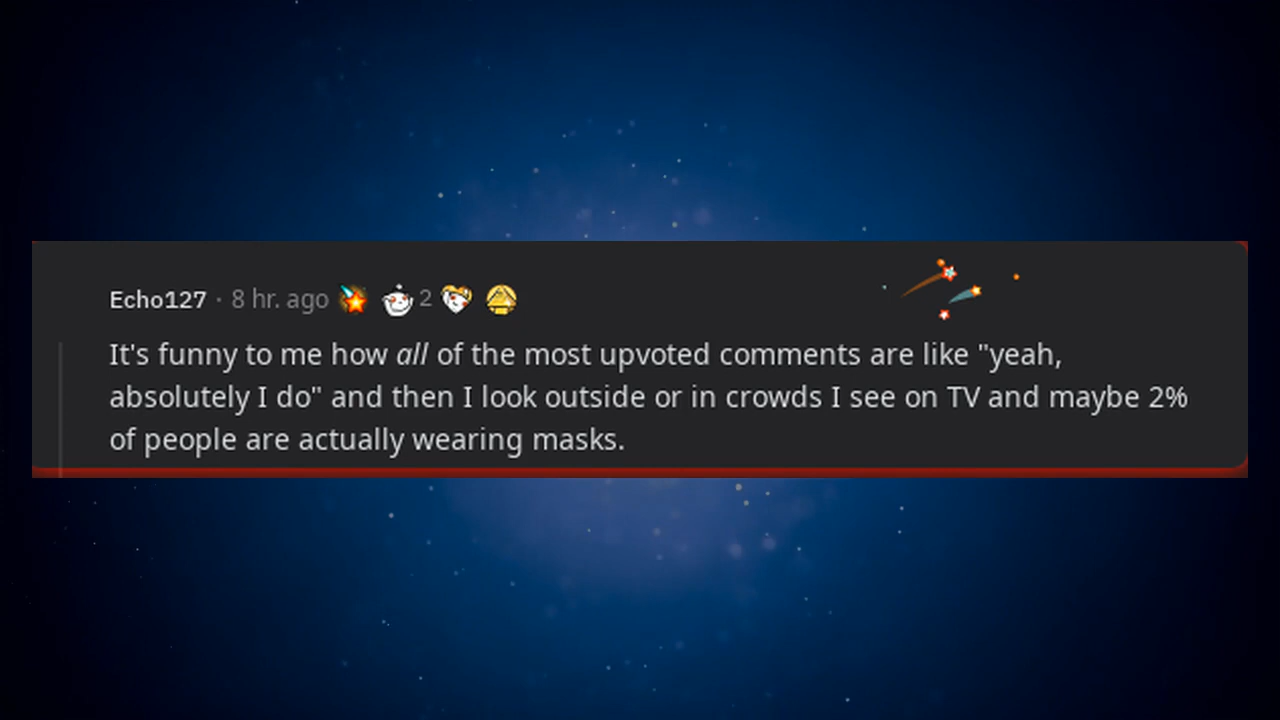 Echo127 · 8 hr. ago 2
It's funny to me how all of the most upvoted comments are like "yeah,
absolutely I do" and then I look outside or in crowds I see on TV and maybe 2%
of people are actually wearing masks.